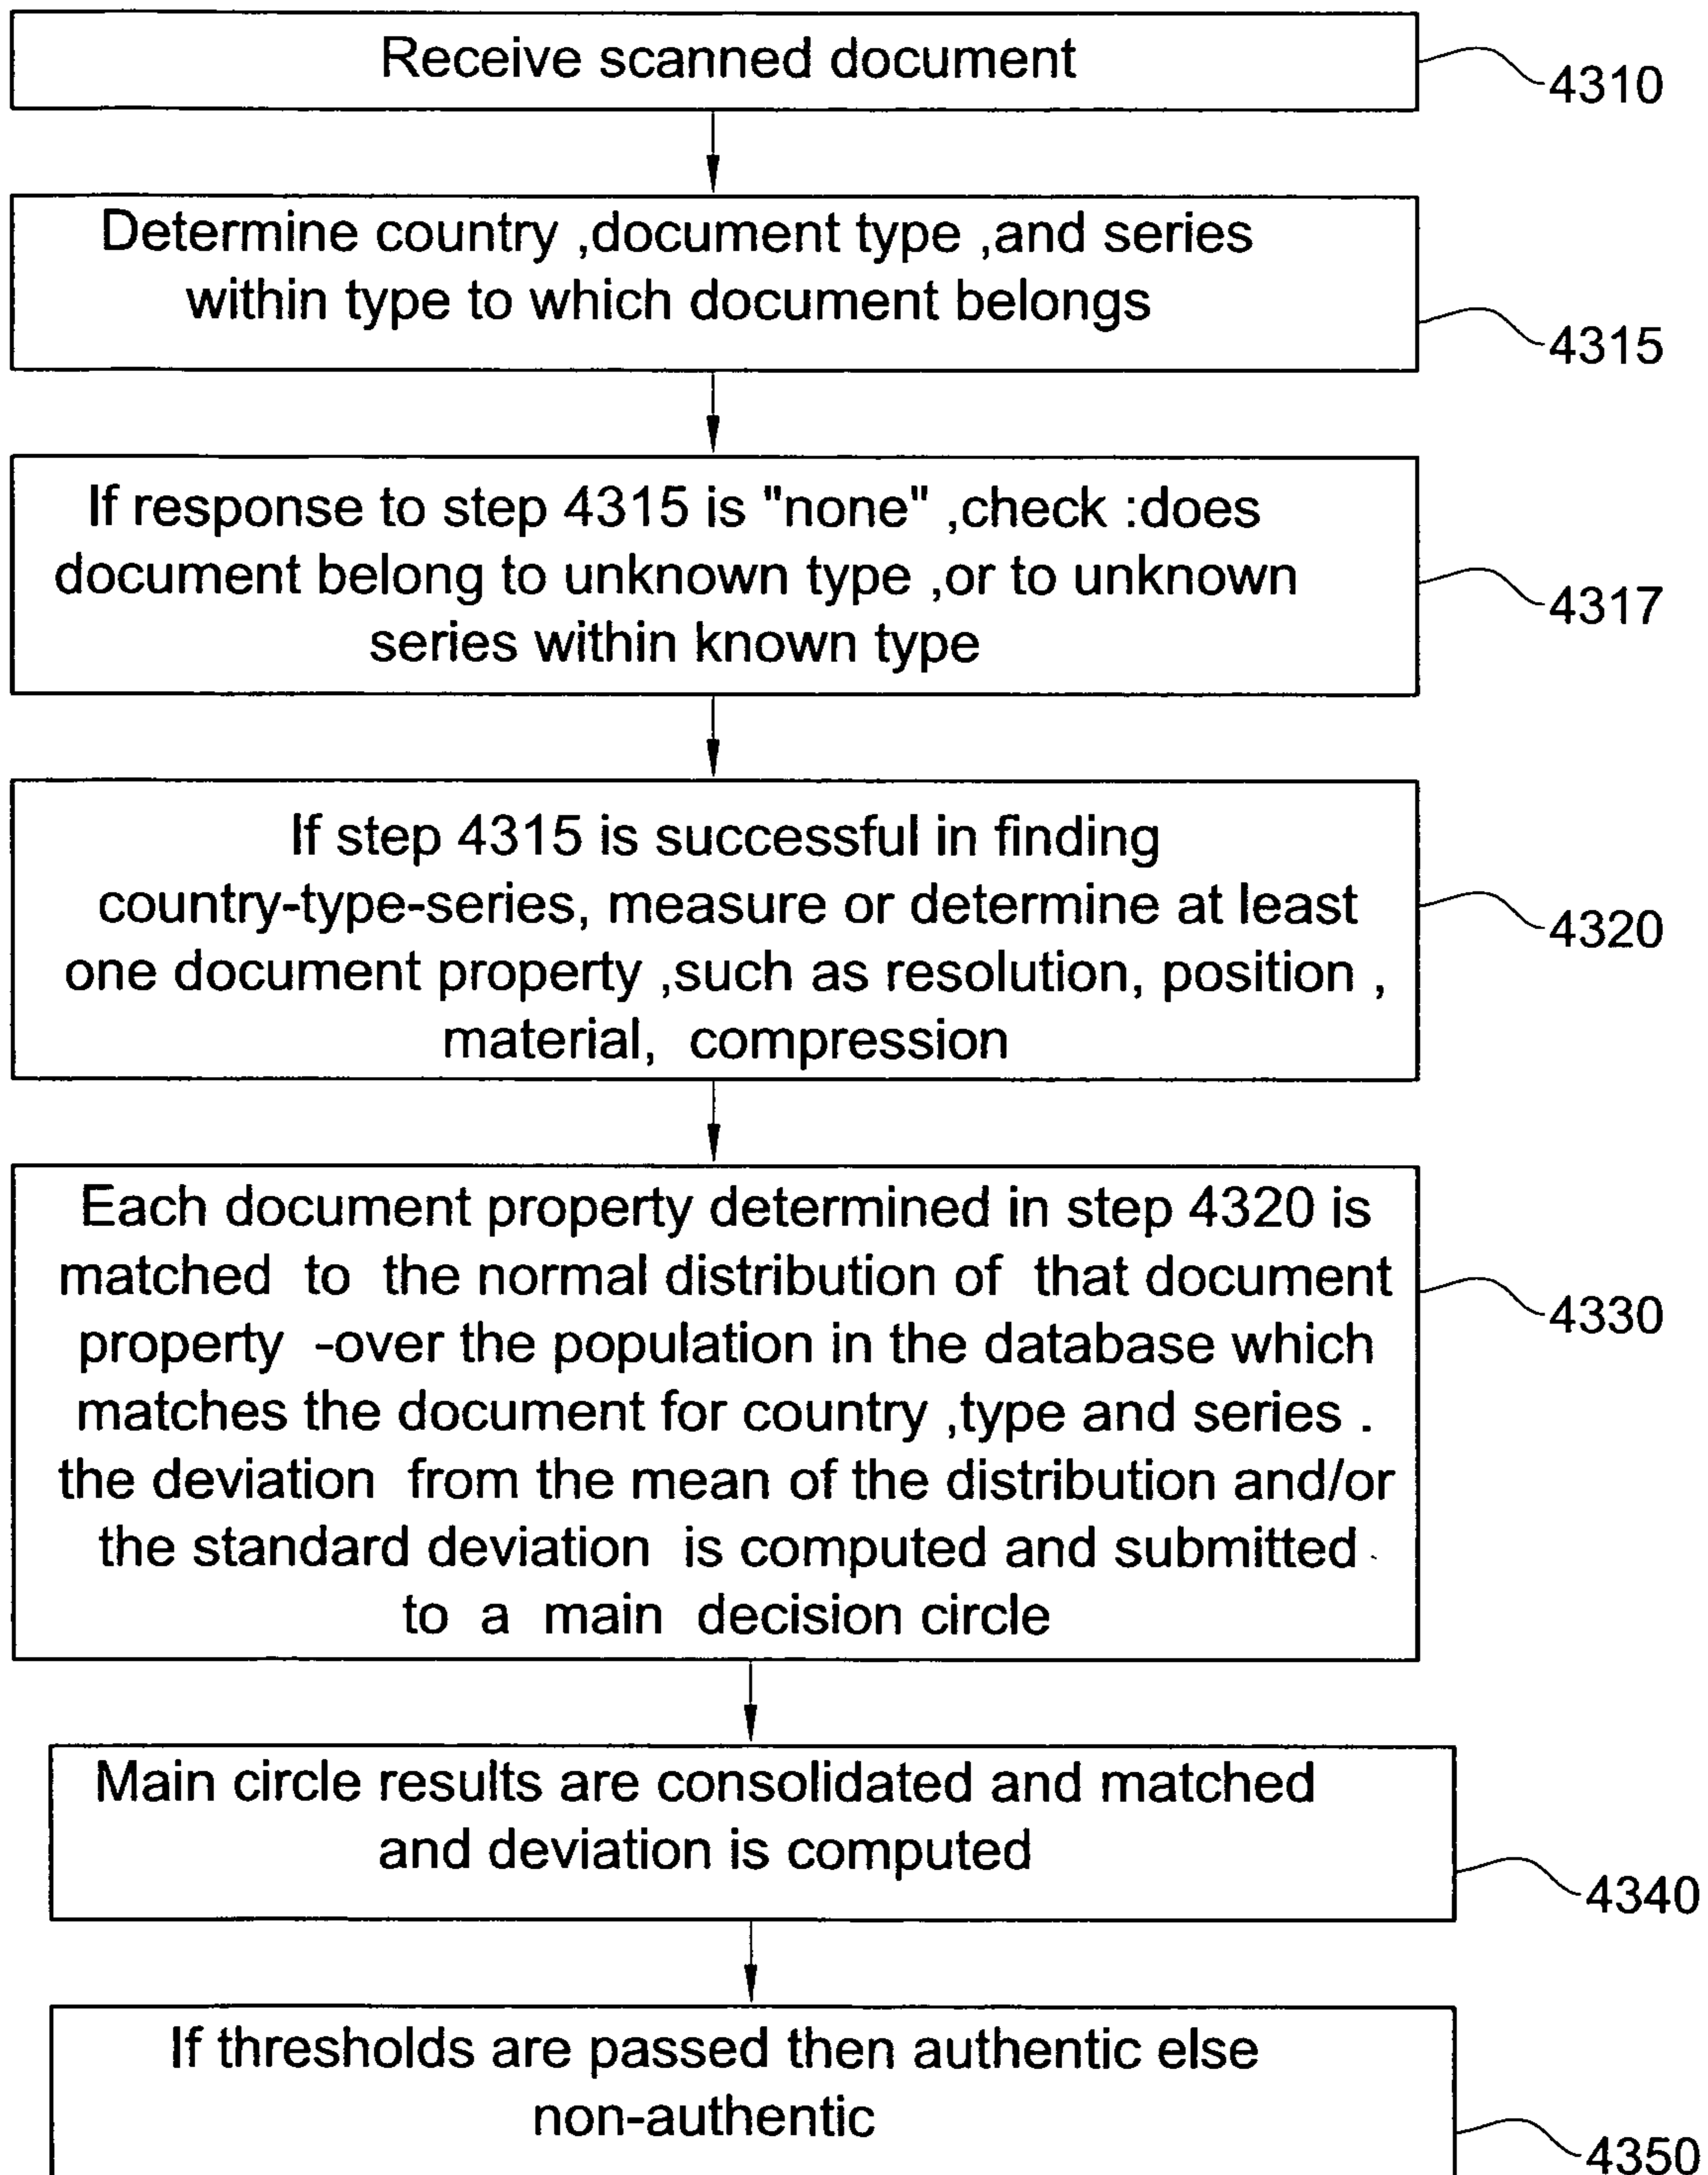 Receive scanned document
4310
Determine country ,document type ,and series
within type to which document belongs
4315
If response to step 4315 is "none" ,check :does
document belong to unknown type ,or to unknown
series within known type
4317
If step 4315 is successful in finding
country-type-series, measure or determine at least
one document property ,such as resolution, position ,
material, compression
4320
Each document property determined in step 4320 is
matched to the normal distribution of that document
property -over the population in the database which
matches the document for country ,type and series .
the deviation from the mean of the distribution and/or
the standard deviation is computed and submitted
to a main decision circle
4330
Main circle results are consolidated and matched
and deviation is computed
4340
If thresholds are passed then authentic else
non-authentic
4350